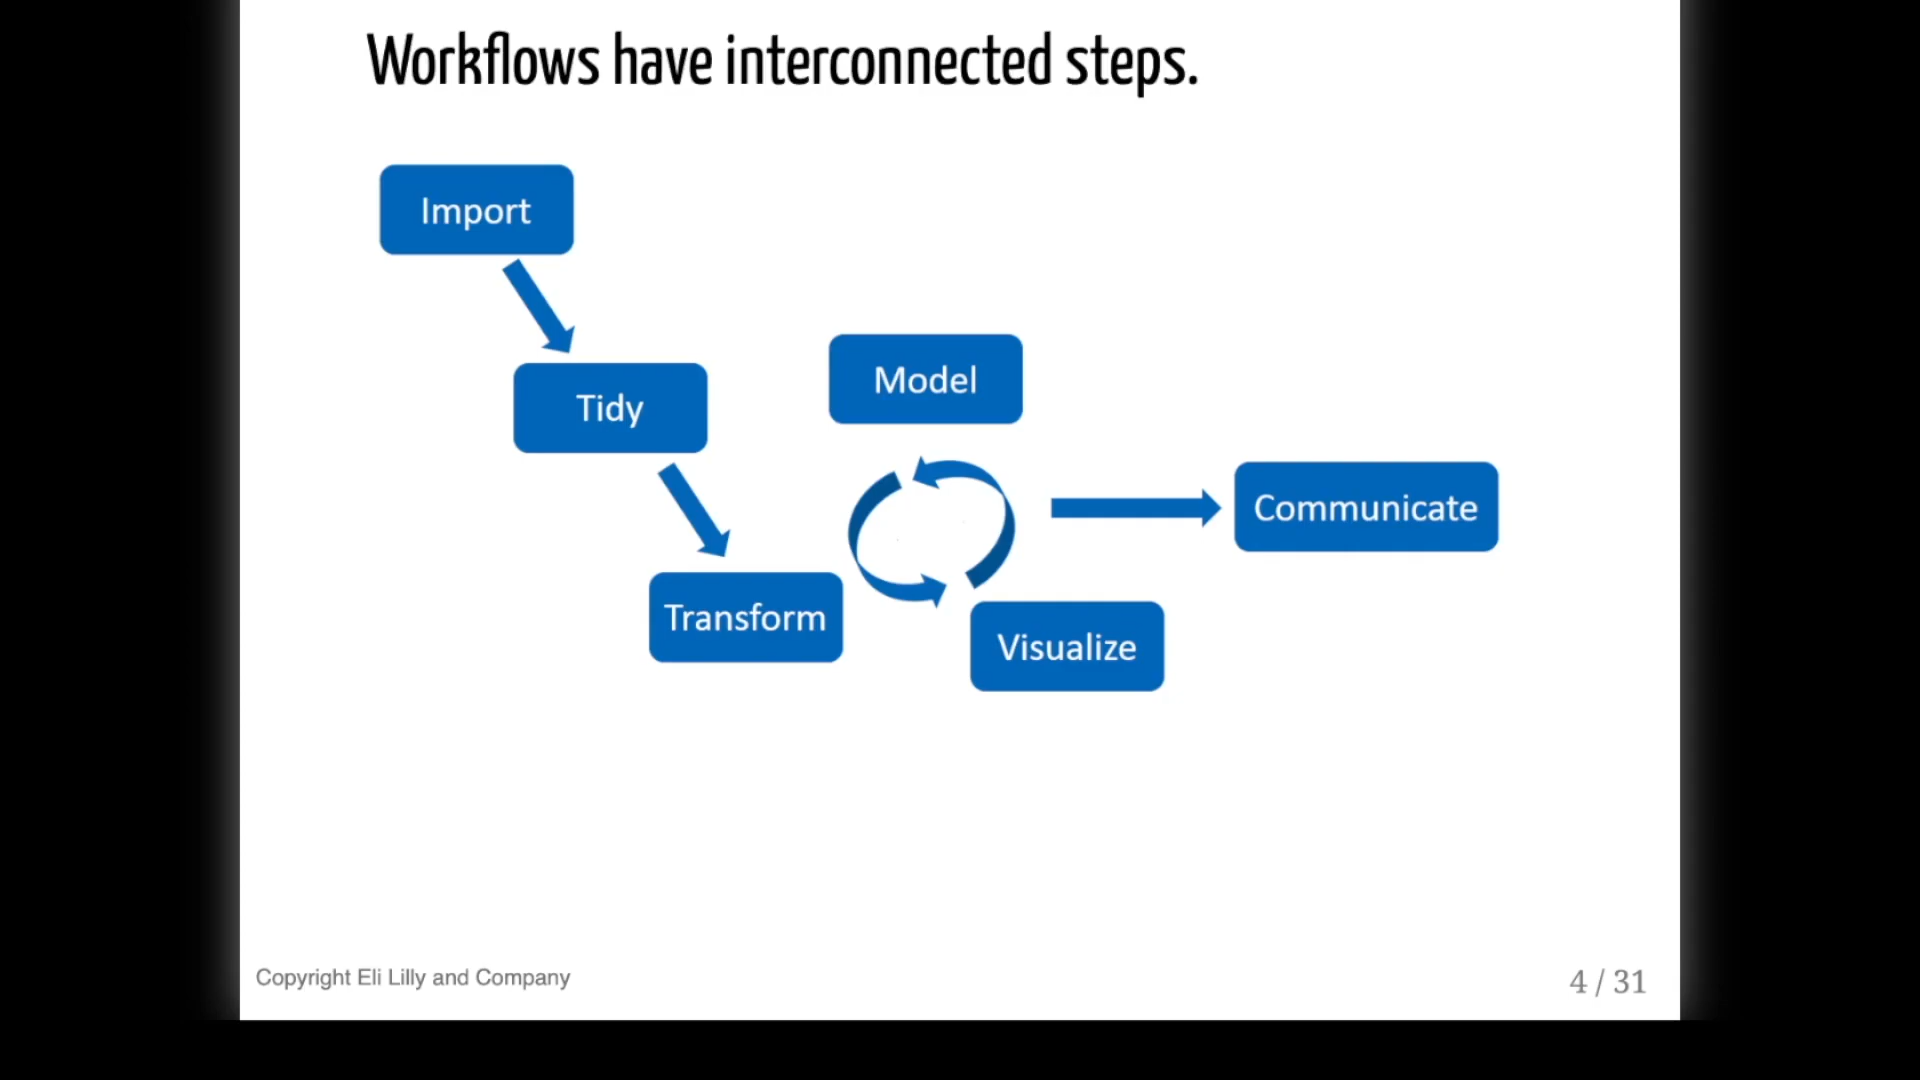 Workflows have interconnected steps.
Import
Tidy
Model
Transform
Visualize
Communicate
Copyright Eli Lilly and Company
4 / 31